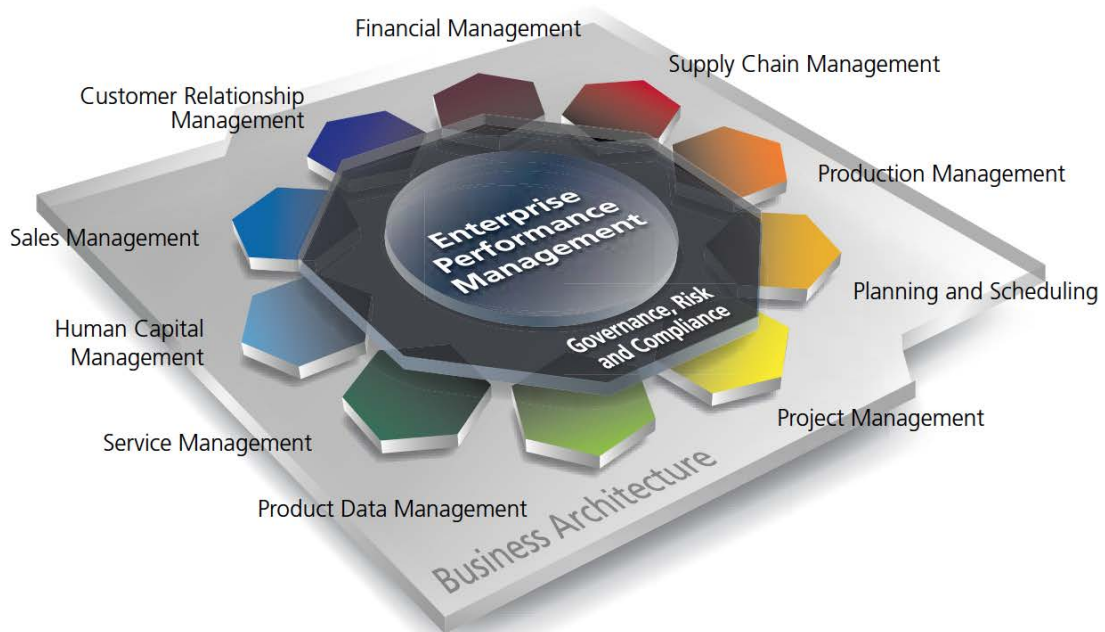 Financial Management
Supply Chain Management
Customer Relationship
Management
Production Management
Enterprise
Performance
Management
Sales Management
Planning and Scheduling
Governance, Risk
and Compliance
Human Capital
Management
Project Management
Service Management
Product Data Management
Business Architecture